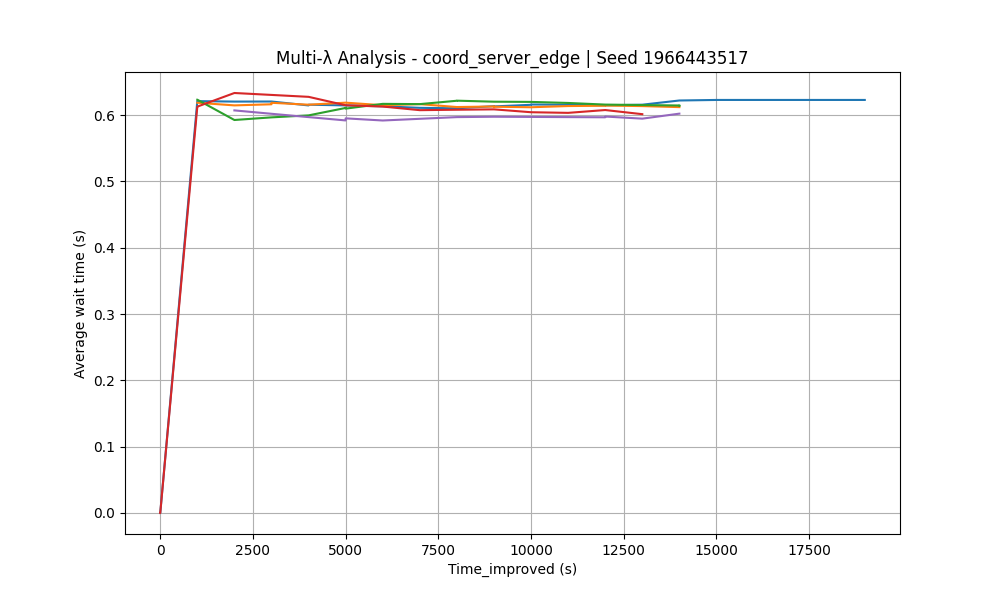 Multi-λ Analysis - coord_server_edge | Seed 1966443517
Average wait time (s)
0.6
0.5
0.4
0.3
0.2
0.1
0.0
0 2500 5000 7500 10000 12500 15000 17500
Time_improved (s)